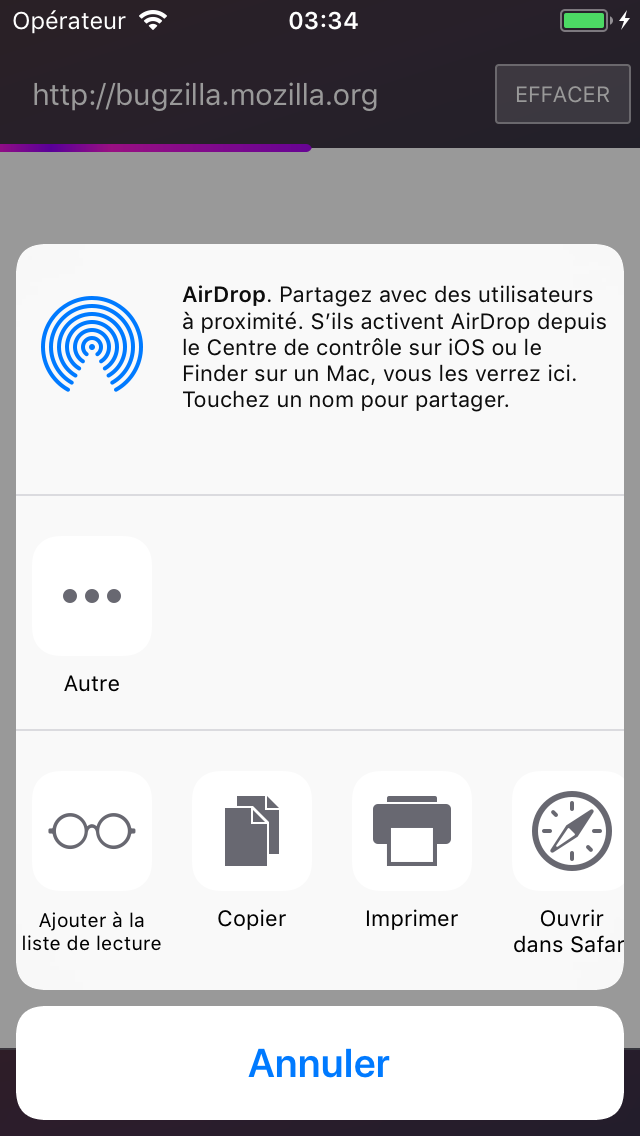 Opérateur 03:34
http://bugzilla.mozilla.org EFFACER
AirDrop. Partagez avec des utilisateurs
à proximité. S’ils activent AirDrop depuis
le Centre de contrôle sur iOS ou le
Finder sur un Mac, vous les verrez ici.
Touchez un nom pour partager.
Autre
Ajouter à la
liste de lecture
Copier
Imprimer
Ouvrir
dans Safar
Annuler